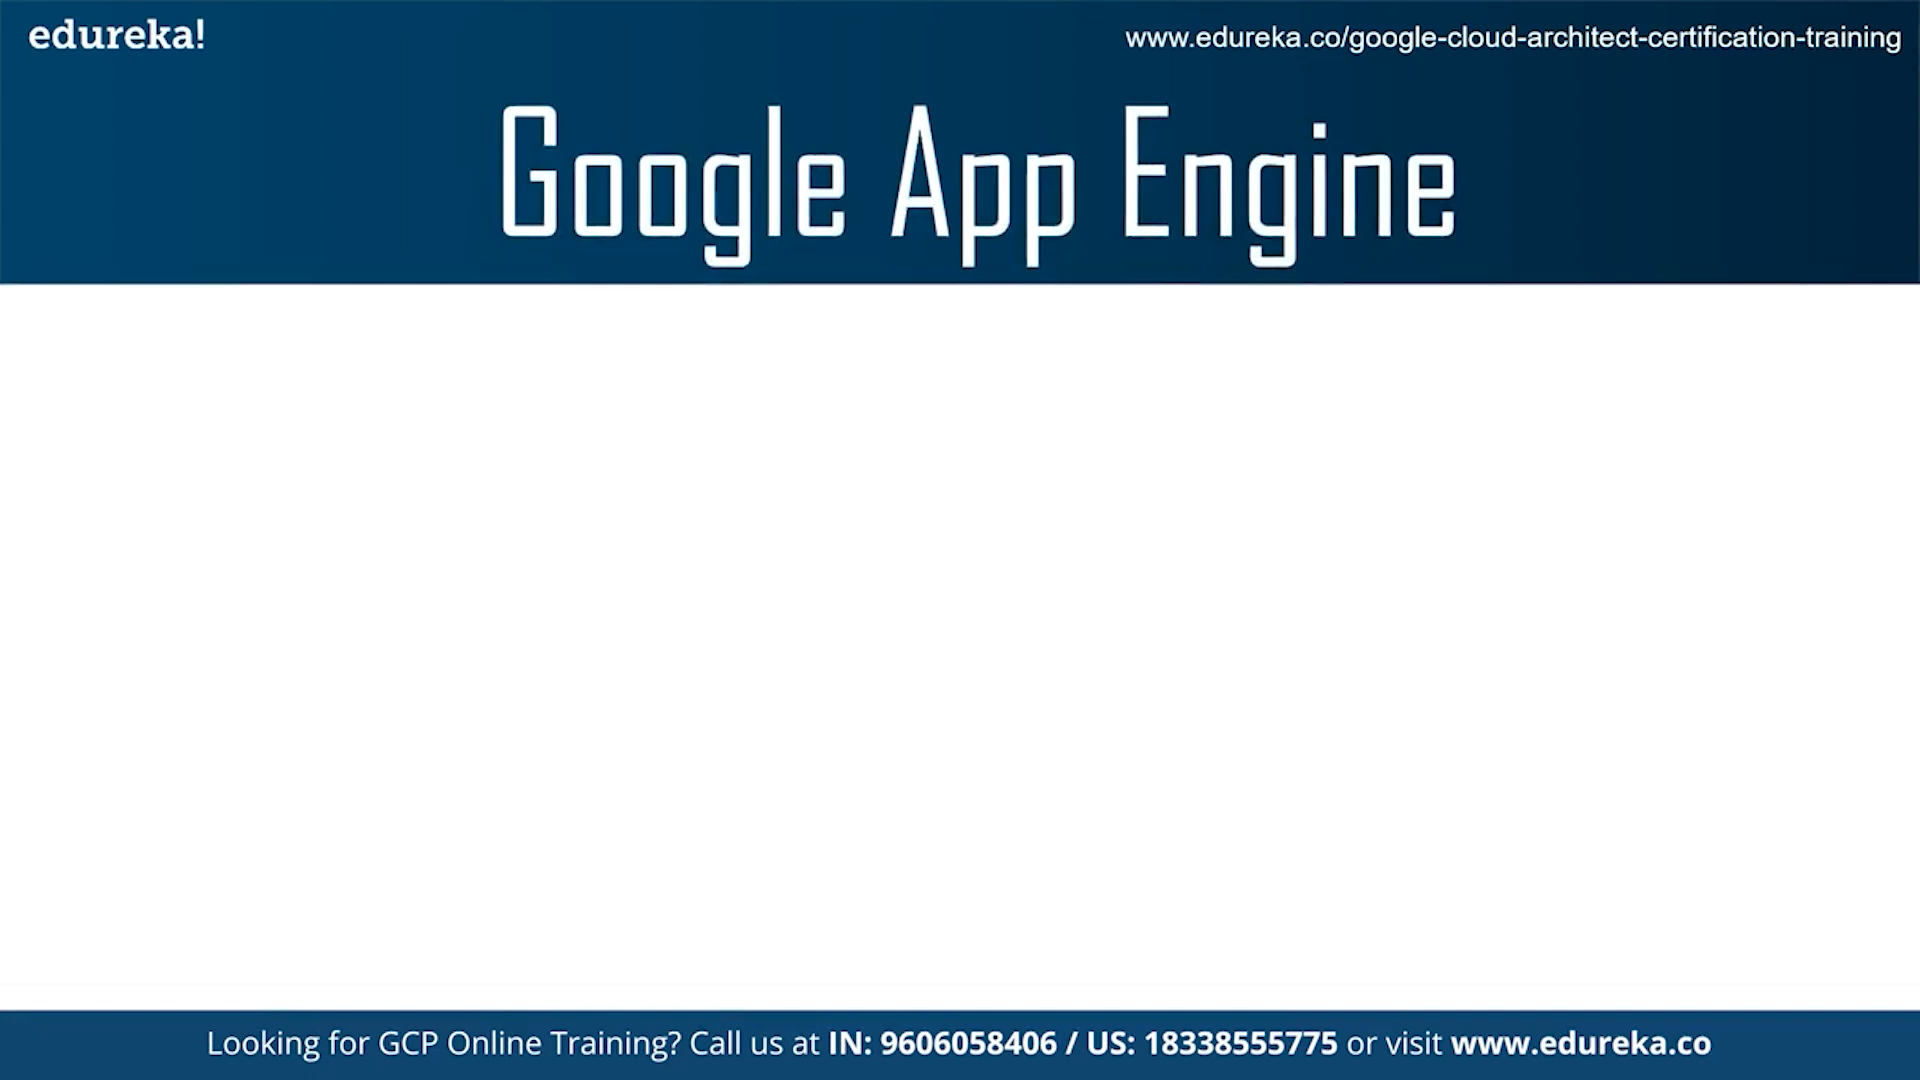 edureka!
www.edureka.co/google-cloud-architect-certification-training
Google App Engine
Looking for GCP Online Training? Call us at IN: 9606058406 / US: 18338555775 or visit www.edureka.co